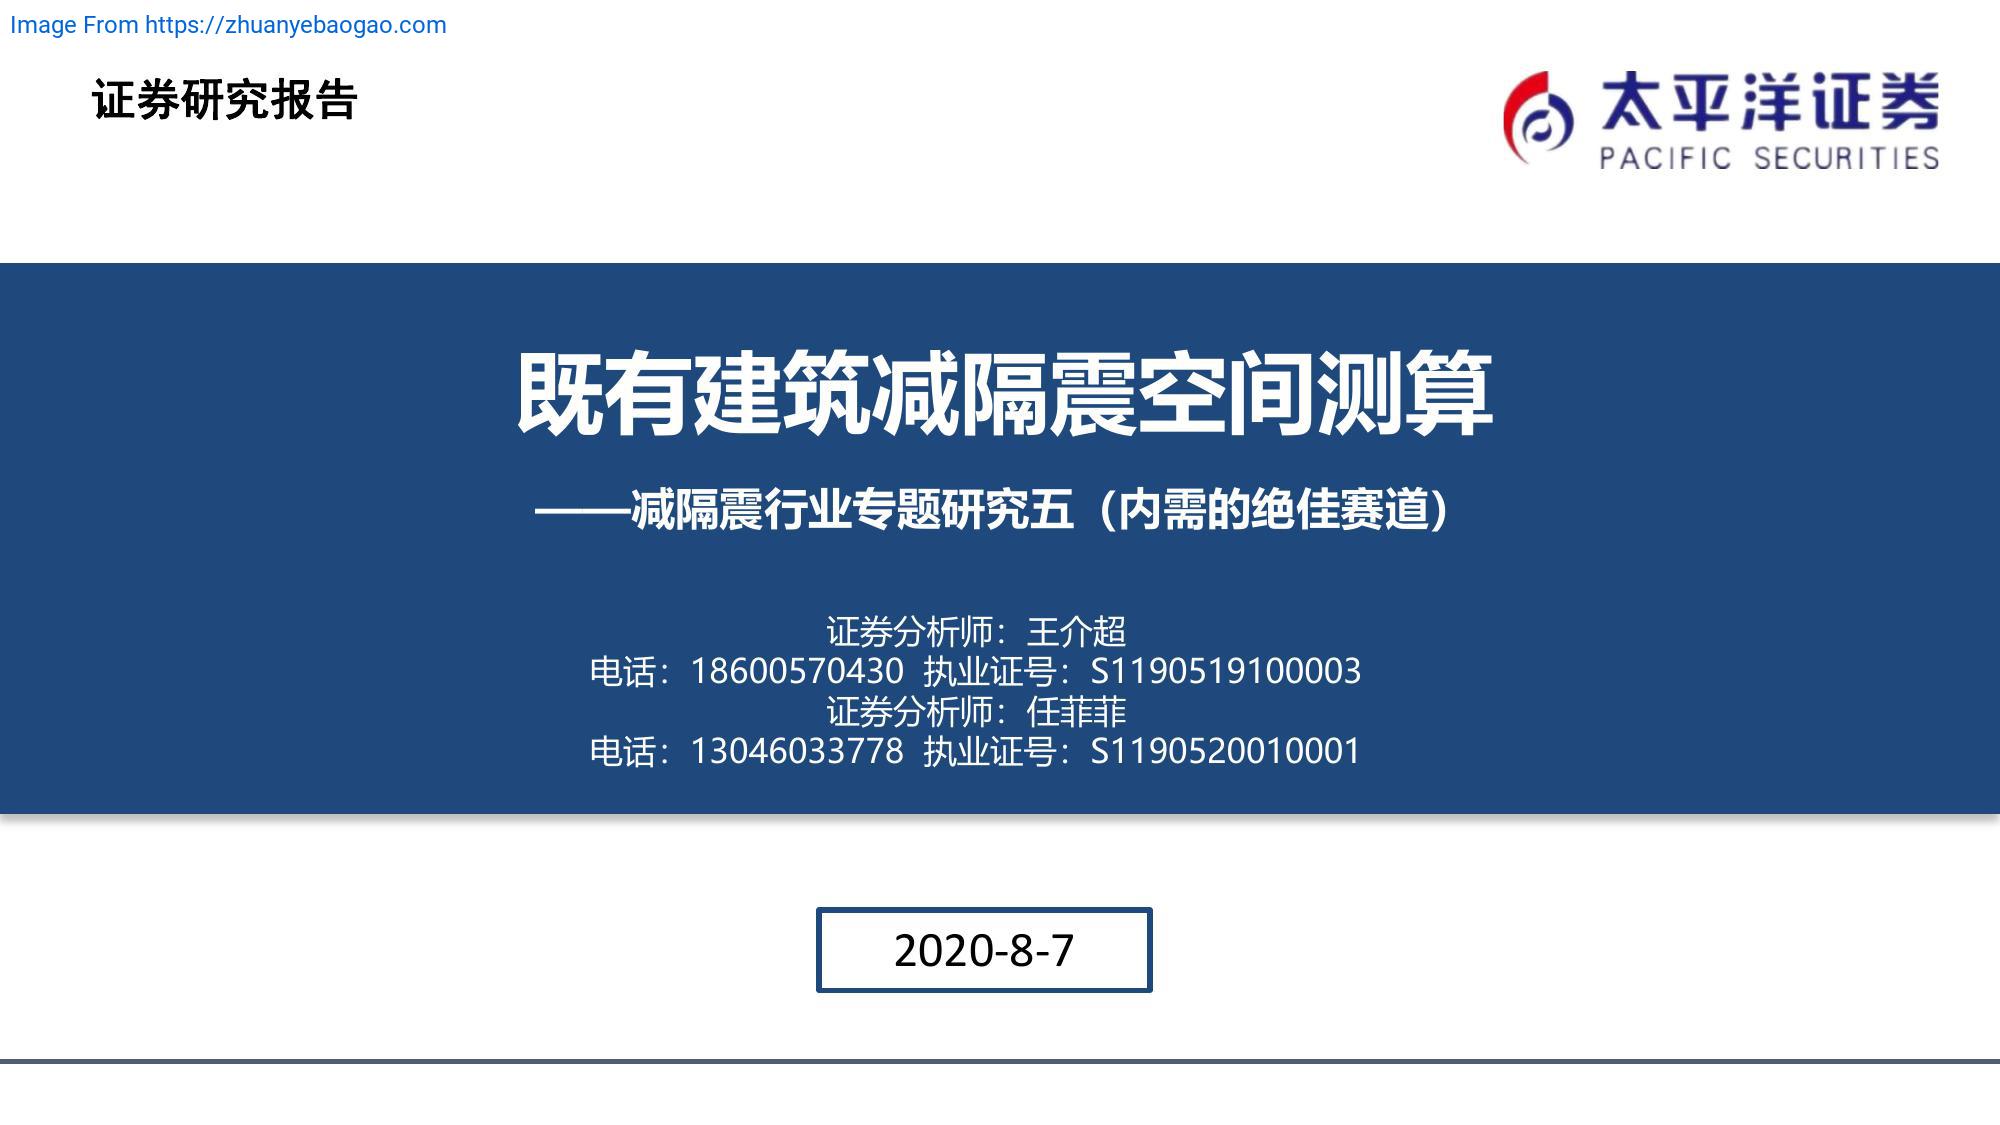 Image From https://zhuanyebaogao.com
证券研究报告
太平洋证券
PACIFIC SECURITIES
既有建筑减隔震空间测算
——减隔震行业专题研究五（内需的绝佳赛道）
证券分析师：王介超
电话：18600570430 执业证号：S1190519100003
证券分析师：任菲菲
电话：13046033778 执业证号：S1190520010001
2020-8-7